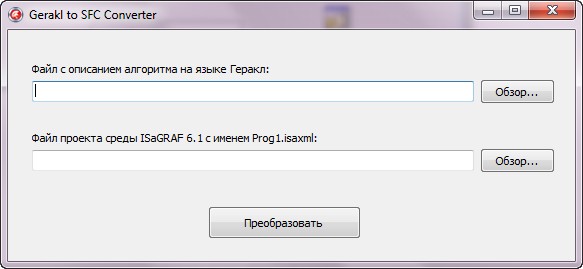 Gerakl to SFC Converter
Файл с описанием алгоритма на языке Геракл:
Обзор...
Файл проекта среды ISaGRAF 6.1 с именем Prog1.isaxml:
Обзор...
Преобразовать